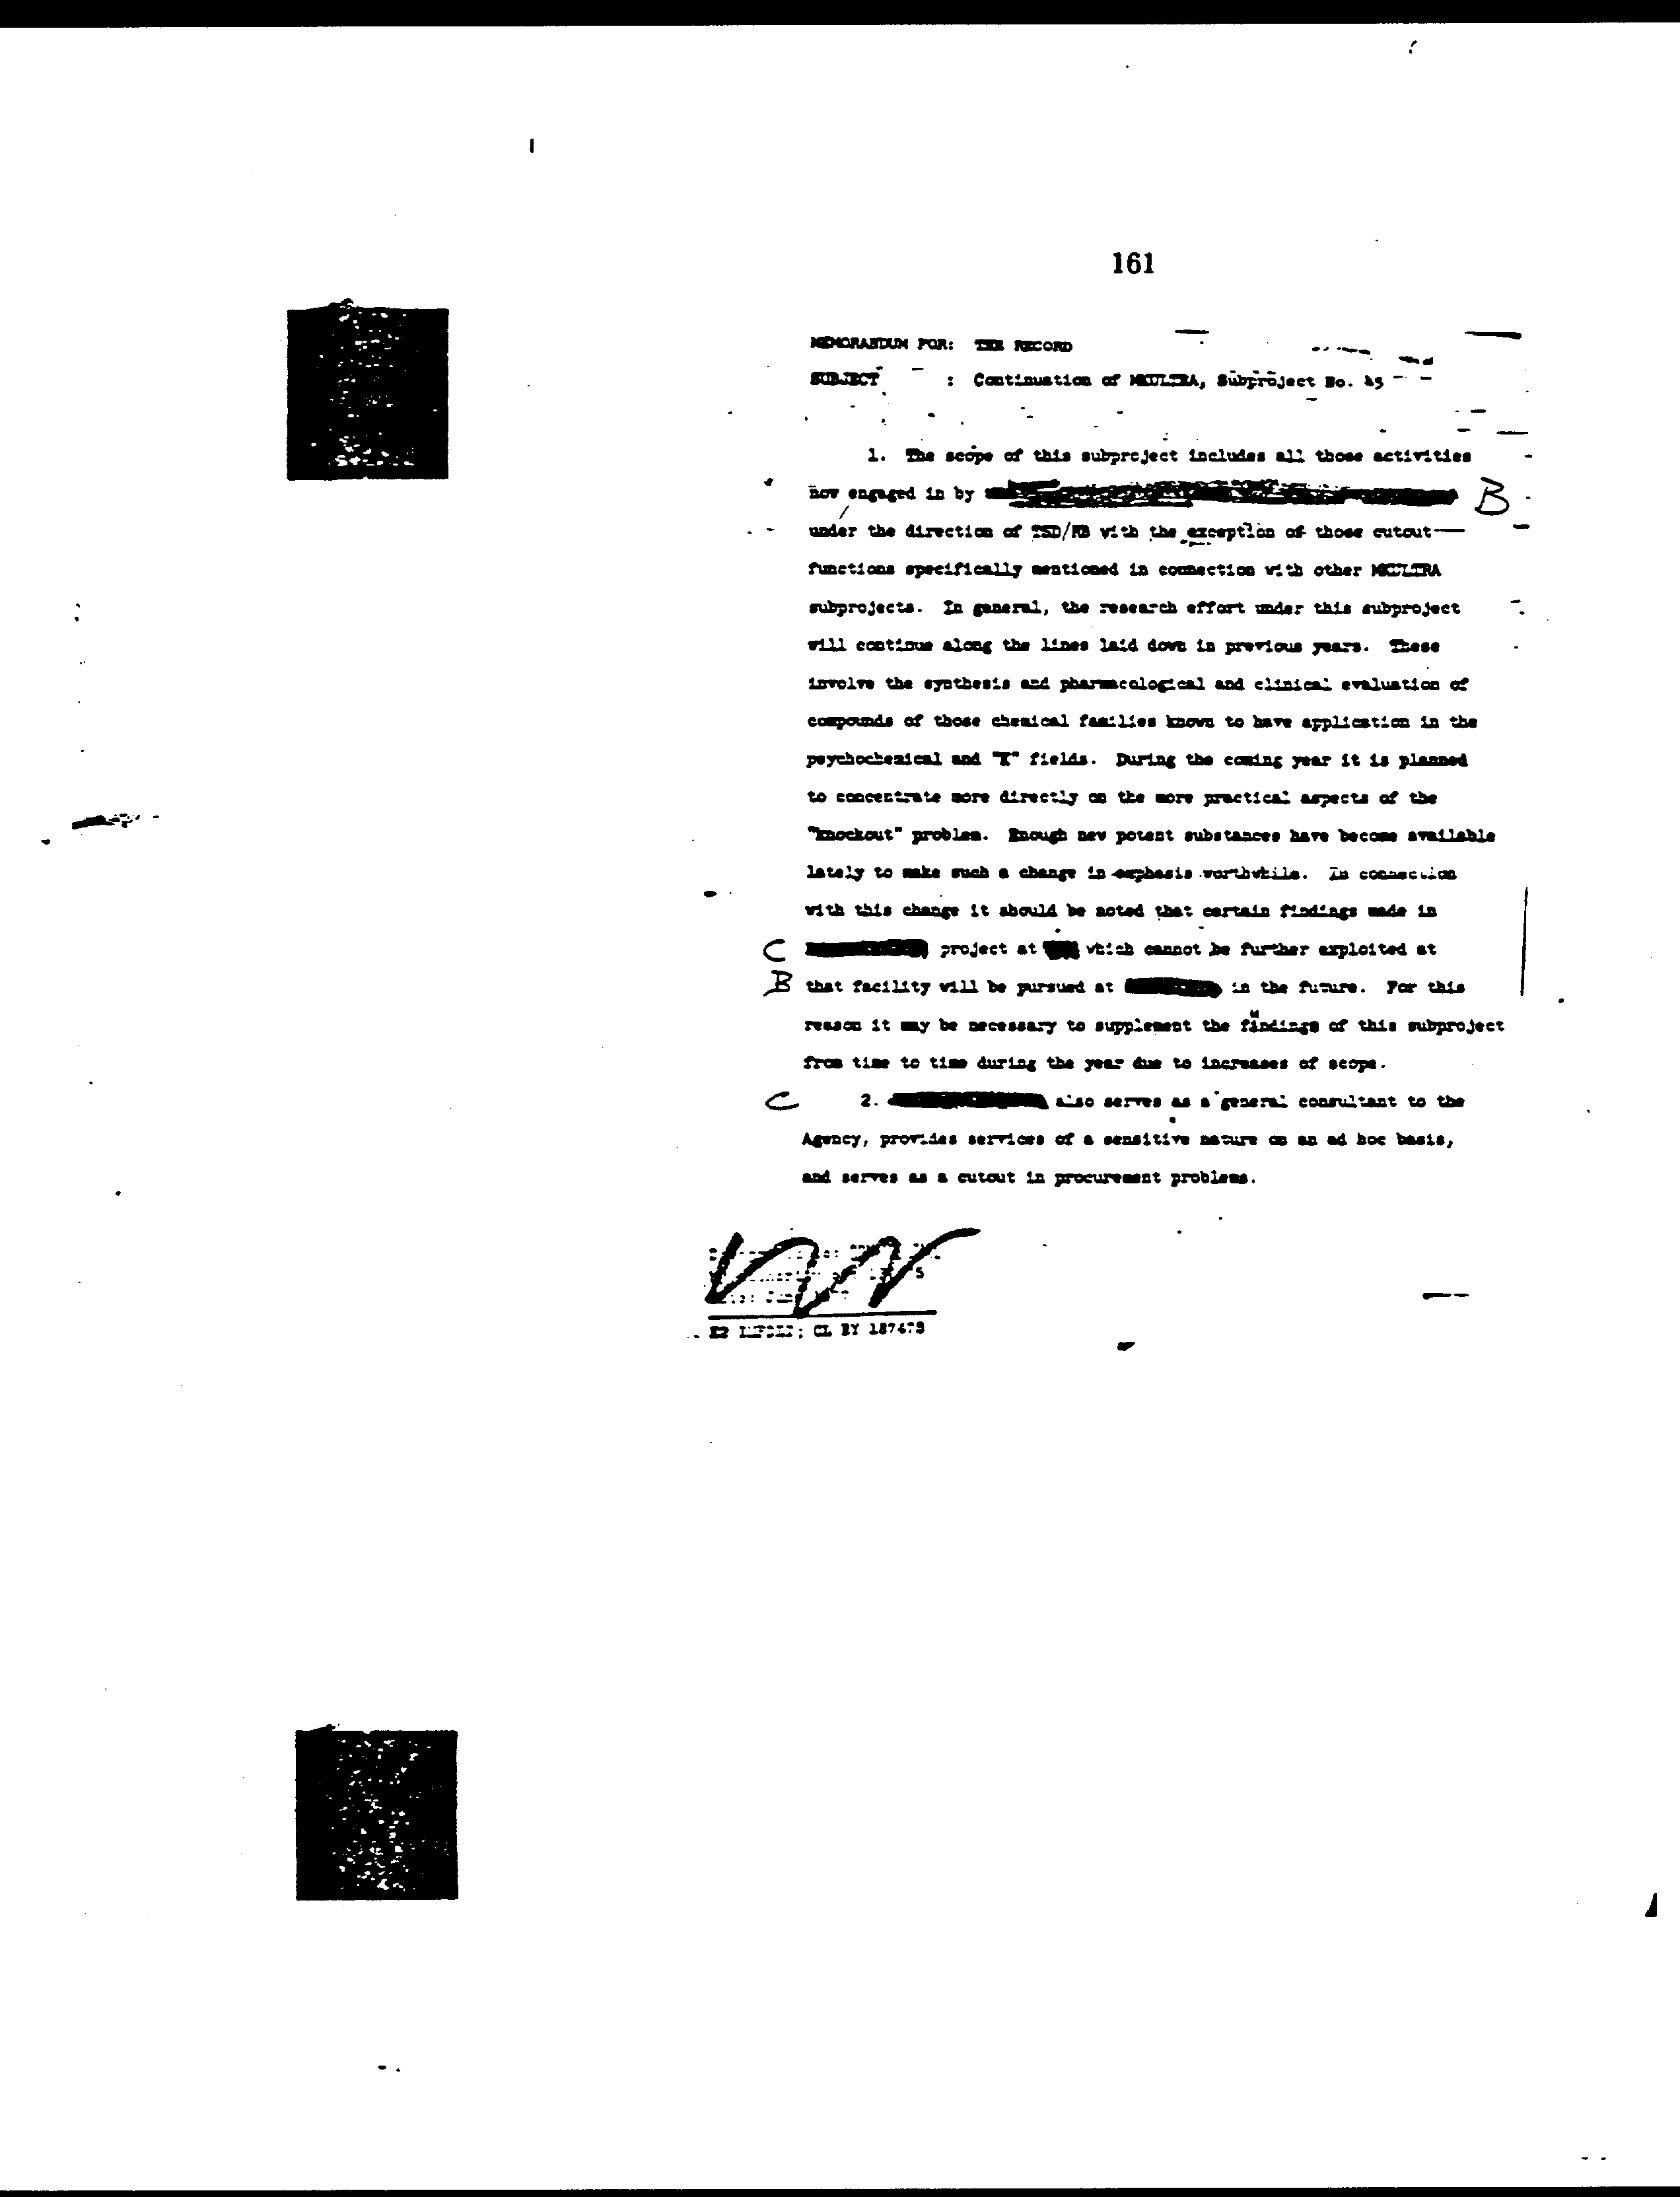 161
MEMORANDUM FOR: THE RECORD
SUBJECT : Continuation of MKULTRA, Subproject No. 45
1. The scope of this subproject includes all those activities
now engaged in by
B
under the direction of TSD/RB with the exception of those cutout
functions specifically mentioned in connection with other MKULTRA
subprojects. In general, the research effort under this subproject
will continue along the lines laid down in previous years. These
involve the synthesis and pharmacological and clinical evaluation of
compounds of those chemical families known to have application in the
psychochemical and "K" fields. During the coming year it is planned
to concentrate more directly on the more practical aspects of the
"knockout" problem. Enough new potent substances have become available
lately to make such a change in emphasis worthwhile. In connection
with this change it should be noted that certain findings made in
C project at which cannot be further exploited at
B that facility will be pursued at in the future. For this
reason it may be necessary to supplement the findings of this subproject
from time to time during the year due to increases of scope.
C 2. also serves as a general consultant to the
Agency, provides services of a sensitive nature on an ad hoc basis,
and serves as a cutout in procurement problems.
E2 IMPDET; CL BY 187475